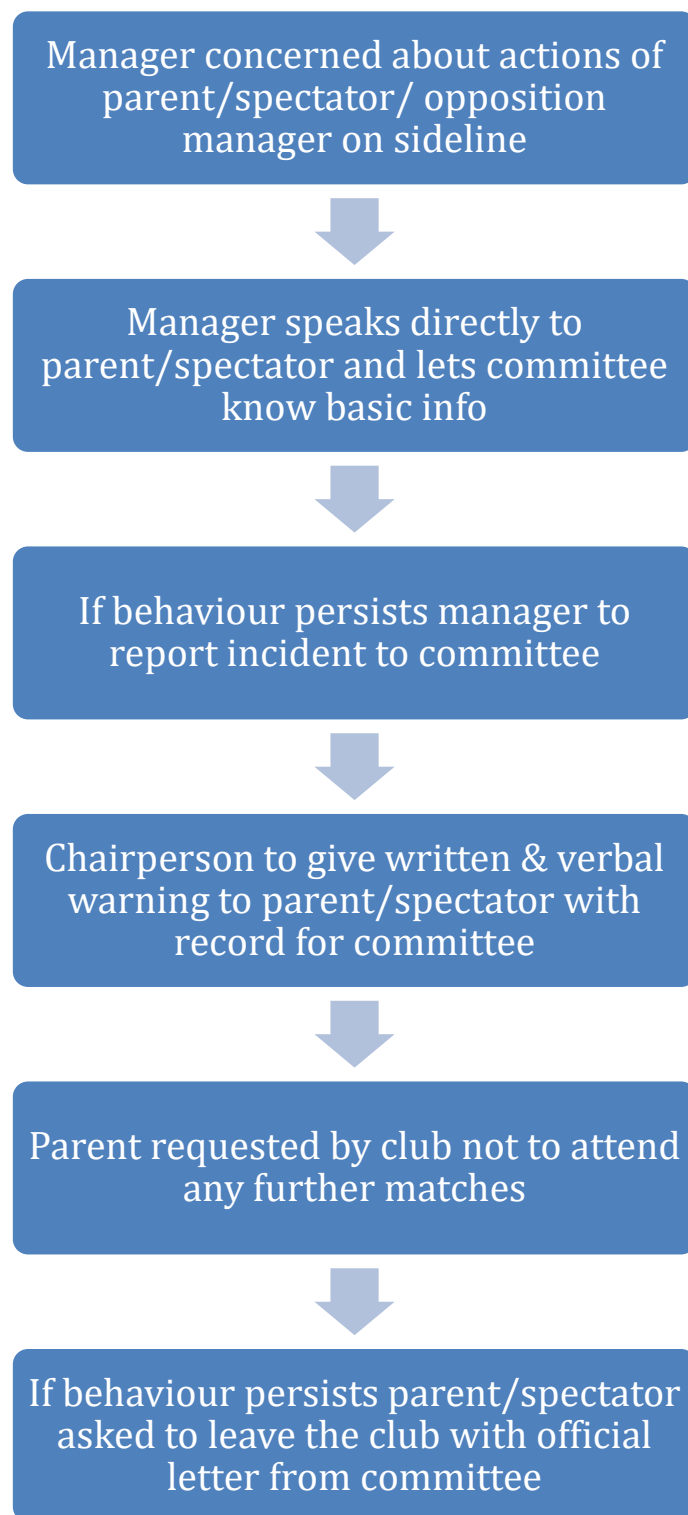 Manager concerned about actions of
parent/spectator/ opposition
manager on sideline
Manager speaks directly to
parent/spectator and lets committee
know basic info
If behaviour persists manager to
report incident to committee
Chairperson to give written & verbal
warning to parent/spectator with
record for committee
Parent requested by club not to attend
any further matches
If behaviour persists parent/spectator
asked to leave the club with official
letter from committee